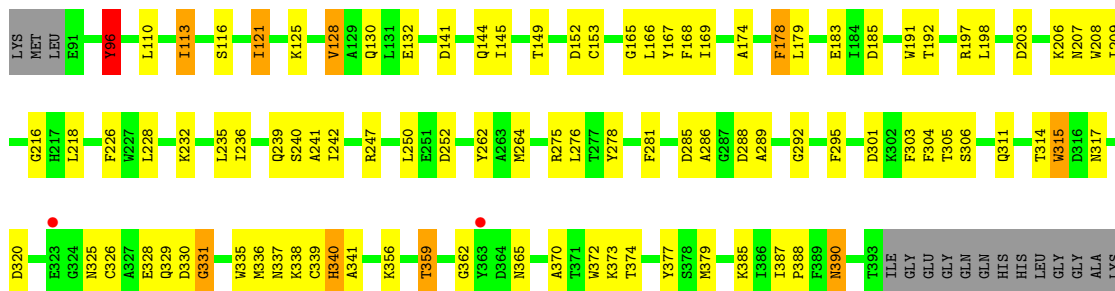 LYS MET LEU E91 Y96 L110 I113 S116 I121 K125 V128 A129 Q130 L131 E132 D141 Q144 I145 T149 D152 C153 G165 L166 Y167 F168 I169 A174 F178 L179 E183 I184 D185 W191 T192 R197 L198 D203 K206 N207 W208
G216 H217 L218 F226 W227 L228 K232 L235 I236 Q239 S240 A241 I242 R247 L250 E251 D252 Y262 A263 M264 R275 L276 T277 Y278 F281 D285 A286 G287 D288 A289 G292 F295 D301 K302 F303 F304 T305 S306 Q311 T314 W315 D316 N317
D320 E323 G324 N325 C326 A327 E328 Q329 D330 G331 W335 M336 N337 K338 C339 H340 A341 K356 T359 G362 Y363 D364 N365 A370 T371 W372 K373 T374 Y377 S378 M379 K385 I386 I387 P388 F389 N390 T393 ILE GLY GLU GLY GLN GLN HIS HIS LEU GLY GLY ALA LYS